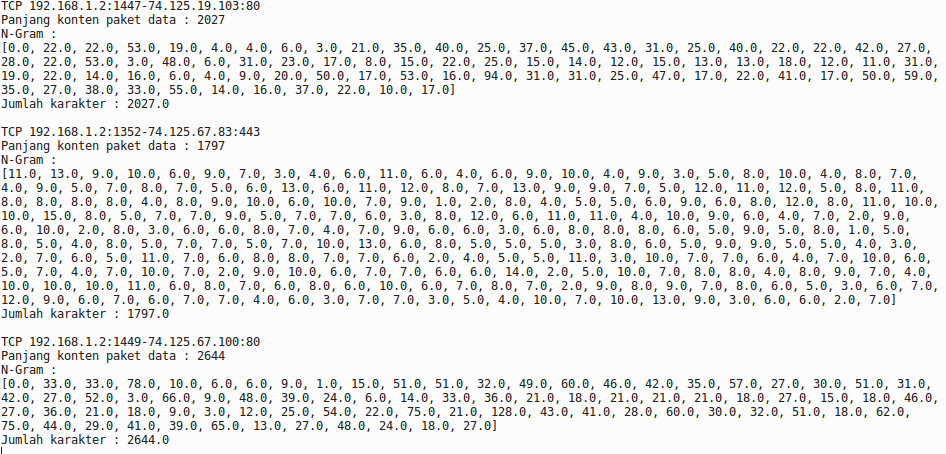 TCP 192.168.1.2:1447-74.125.19.103:80
Panjang konten paket data : 2027
N-Gram :
[0.0, 22.0, 22.0, 53.0, 19.0, 4.0, 4.0, 6.0, 3.0, 21.0, 35.0, 40.0, 25.0, 37.0, 45.0, 43.0, 31.0, 25.0, 40.0, 22.0, 22.0, 42.0, 27.0,
28.0, 22.0, 53.0, 3.0, 48.0, 6.0, 31.0, 23.0, 17.0, 8.0, 15.0, 22.0, 25.0, 15.0, 14.0, 12.0, 15.0, 13.0, 13.0, 18.0, 12.0, 11.0, 31.0,
19.0, 22.0, 14.0, 16.0, 6.0, 4.0, 9.0, 20.0, 50.0, 17.0, 53.0, 16.0, 94.0, 31.0, 31.0, 25.0, 47.0, 17.0, 22.0, 41.0, 17.0, 50.0, 59.0,
35.0, 27.0, 38.0, 33.0, 55.0, 14.0, 16.0, 37.0, 22.0, 10.0, 17.0]
Jumlah karakter : 2027.0
TCP 192.168.1.2:1352-74.125.67.83:443
Panjang konten paket data : 1797
N-Gram :
[11.0, 13.0, 9.0, 10.0, 6.0, 9.0, 7.0, 3.0, 4.0, 6.0, 11.0, 6.0, 4.0, 6.0, 9.0, 10.0, 4.0, 9.0, 3.0, 5.0, 8.0, 10.0, 4.0, 8.0, 7.0,
4.0, 9.0, 5.0, 7.0, 8.0, 7.0, 5.0, 6.0, 13.0, 6.0, 11.0, 12.0, 8.0, 7.0, 13.0, 9.0, 9.0, 7.0, 5.0, 12.0, 11.0, 12.0, 5.0, 8.0, 11.0,
8.0, 8.0, 8.0, 8.0, 4.0, 8.0, 9.0, 10.0, 6.0, 10.0, 7.0, 9.0, 1.0, 2.0, 8.0, 4.0, 5.0, 5.0, 6.0, 9.0, 6.0, 8.0, 12.0, 8.0, 11.0, 10.0,
10.0, 15.0, 8.0, 5.0, 7.0, 7.0, 9.0, 5.0, 7.0, 7.0, 6.0, 3.0, 8.0, 12.0, 6.0, 11.0, 11.0, 4.0, 10.0, 9.0, 6.0, 4.0, 7.0, 2.0, 9.0,
6.0, 10.0, 2.0, 8.0, 3.0, 6.0, 6.0, 8.0, 7.0, 4.0, 7.0, 9.0, 6.0, 6.0, 3.0, 6.0, 8.0, 8.0, 8.0, 6.0, 5.0, 9.0, 5.0, 8.0, 1.0, 5.0,
8.0, 5.0, 4.0, 8.0, 5.0, 7.0, 7.0, 5.0, 7.0, 10.0, 13.0, 6.0, 8.0, 5.0, 5.0, 5.0, 3.0, 8.0, 6.0, 5.0, 9.0, 9.0, 5.0, 5.0, 4.0, 3.0,
2.0, 7.0, 6.0, 5.0, 11.0, 7.0, 6.0, 8.0, 8.0, 7.0, 7.0, 6.0, 2.0, 4.0, 5.0, 5.0, 11.0, 3.0, 10.0, 7.0, 7.0, 6.0, 4.0, 7.0, 10.0, 6.0,
5.0, 7.0, 4.0, 7.0, 10.0, 7.0, 2.0, 9.0, 10.0, 6.0, 7.0, 7.0, 6.0, 6.0, 14.0, 2.0, 5.0, 10.0, 7.0, 8.0, 8.0, 4.0, 8.0, 9.0, 7.0, 4.0,
10.0, 10.0, 10.0, 11.0, 6.0, 8.0, 7.0, 6.0, 8.0, 6.0, 10.0, 6.0, 7.0, 8.0, 7.0, 2.0, 9.0, 8.0, 9.0, 7.0, 8.0, 6.0, 5.0, 3.0, 6.0, 7.0,
12.0, 9.0, 6.0, 7.0, 6.0, 7.0, 7.0, 4.0, 6.0, 3.0, 7.0, 7.0, 3.0, 5.0, 4.0, 10.0, 7.0, 10.0, 13.0, 9.0, 3.0, 6.0, 6.0, 2.0, 7.0]
Jumlah karakter : 1797.0
TCP 192.168.1.2:1449-74.125.67.100:80
Panjang konten paket data : 2644
N-Gram :
[0.0, 33.0, 33.0, 78.0, 10.0, 6.0, 6.0, 9.0, 1.0, 15.0, 51.0, 51.0, 32.0, 49.0, 60.0, 46.0, 42.0, 35.0, 57.0, 27.0, 30.0, 51.0, 31.0,
42.0, 27.0, 52.0, 3.0, 66.0, 9.0, 48.0, 39.0, 24.0, 6.0, 14.0, 33.0, 36.0, 21.0, 18.0, 21.0, 21.0, 21.0, 18.0, 27.0, 15.0, 18.0, 46.0,
27.0, 36.0, 21.0, 18.0, 9.0, 3.0, 12.0, 25.0, 54.0, 22.0, 75.0, 21.0, 128.0, 43.0, 41.0, 28.0, 60.0, 30.0, 32.0, 51.0, 18.0, 62.0,
75.0, 44.0, 29.0, 41.0, 39.0, 65.0, 13.0, 27.0, 48.0, 24.0, 18.0, 27.0]
Jumlah karakter : 2644.0